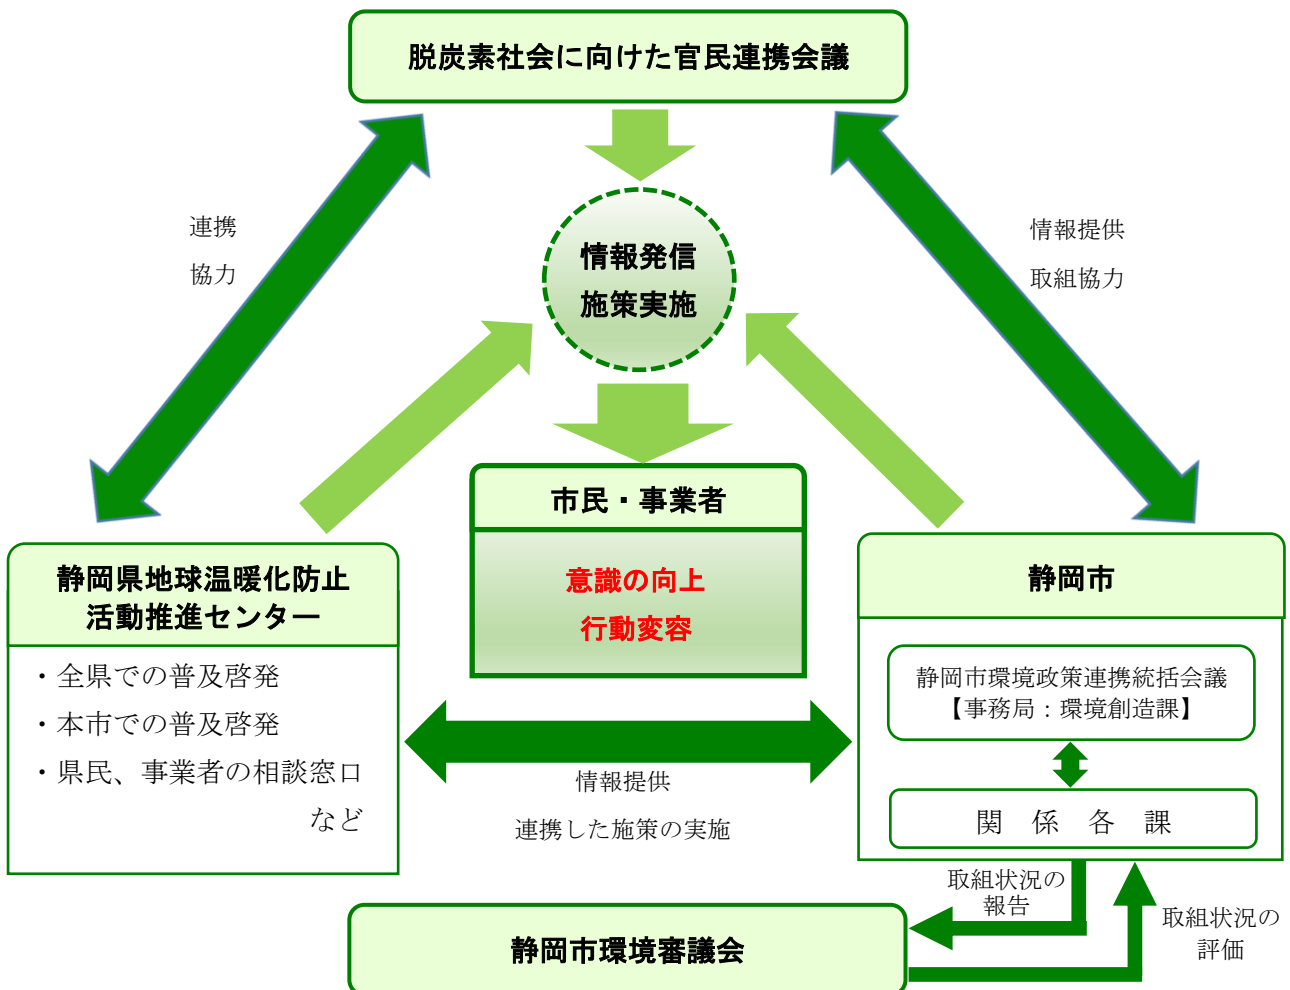 脱炭素社会に向けた官民連携会議
連携
協力
情報発信
施策実施
情報提供
取組協力
市民・事業者
意識の向上
行動変容
静岡県地球温暖化防止
活動推進センター
・全県での普及啓発
・本市での普及啓発
・県民、事業者の相談窓口
など
静岡市
静岡市環境政策連携統括会議
【事務局：環境創造課】
関　係　各　課
情報提供
連携した施策の実施
取組状況の
報告
取組状況の
評価
静岡市環境審議会